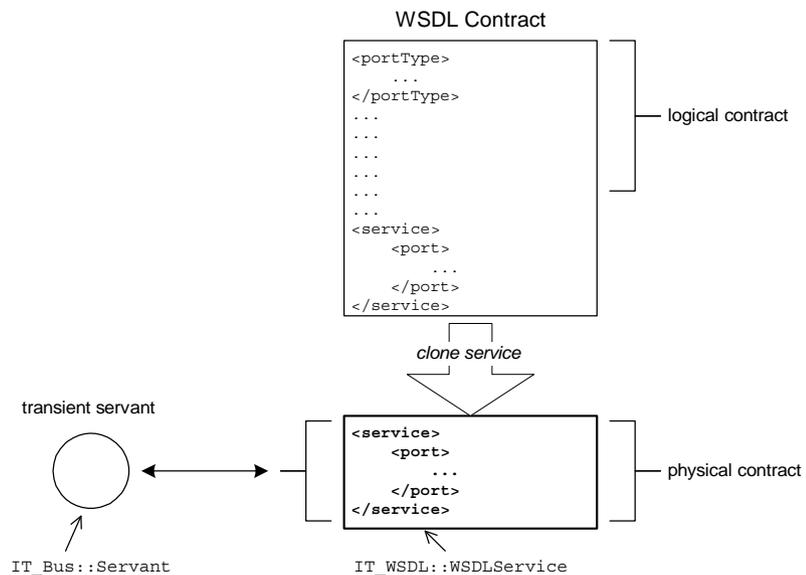 WSDL Contract
<portType>
...
</portType>
...
...
...
...
...
...
<service>
<port>
...
</port>
</service>
logical contract
clone service
transient servant
<service>
<port>
...
</port>
</service>
physical contract
IT_Bus::Servant
IT_WSDL::WSDLService